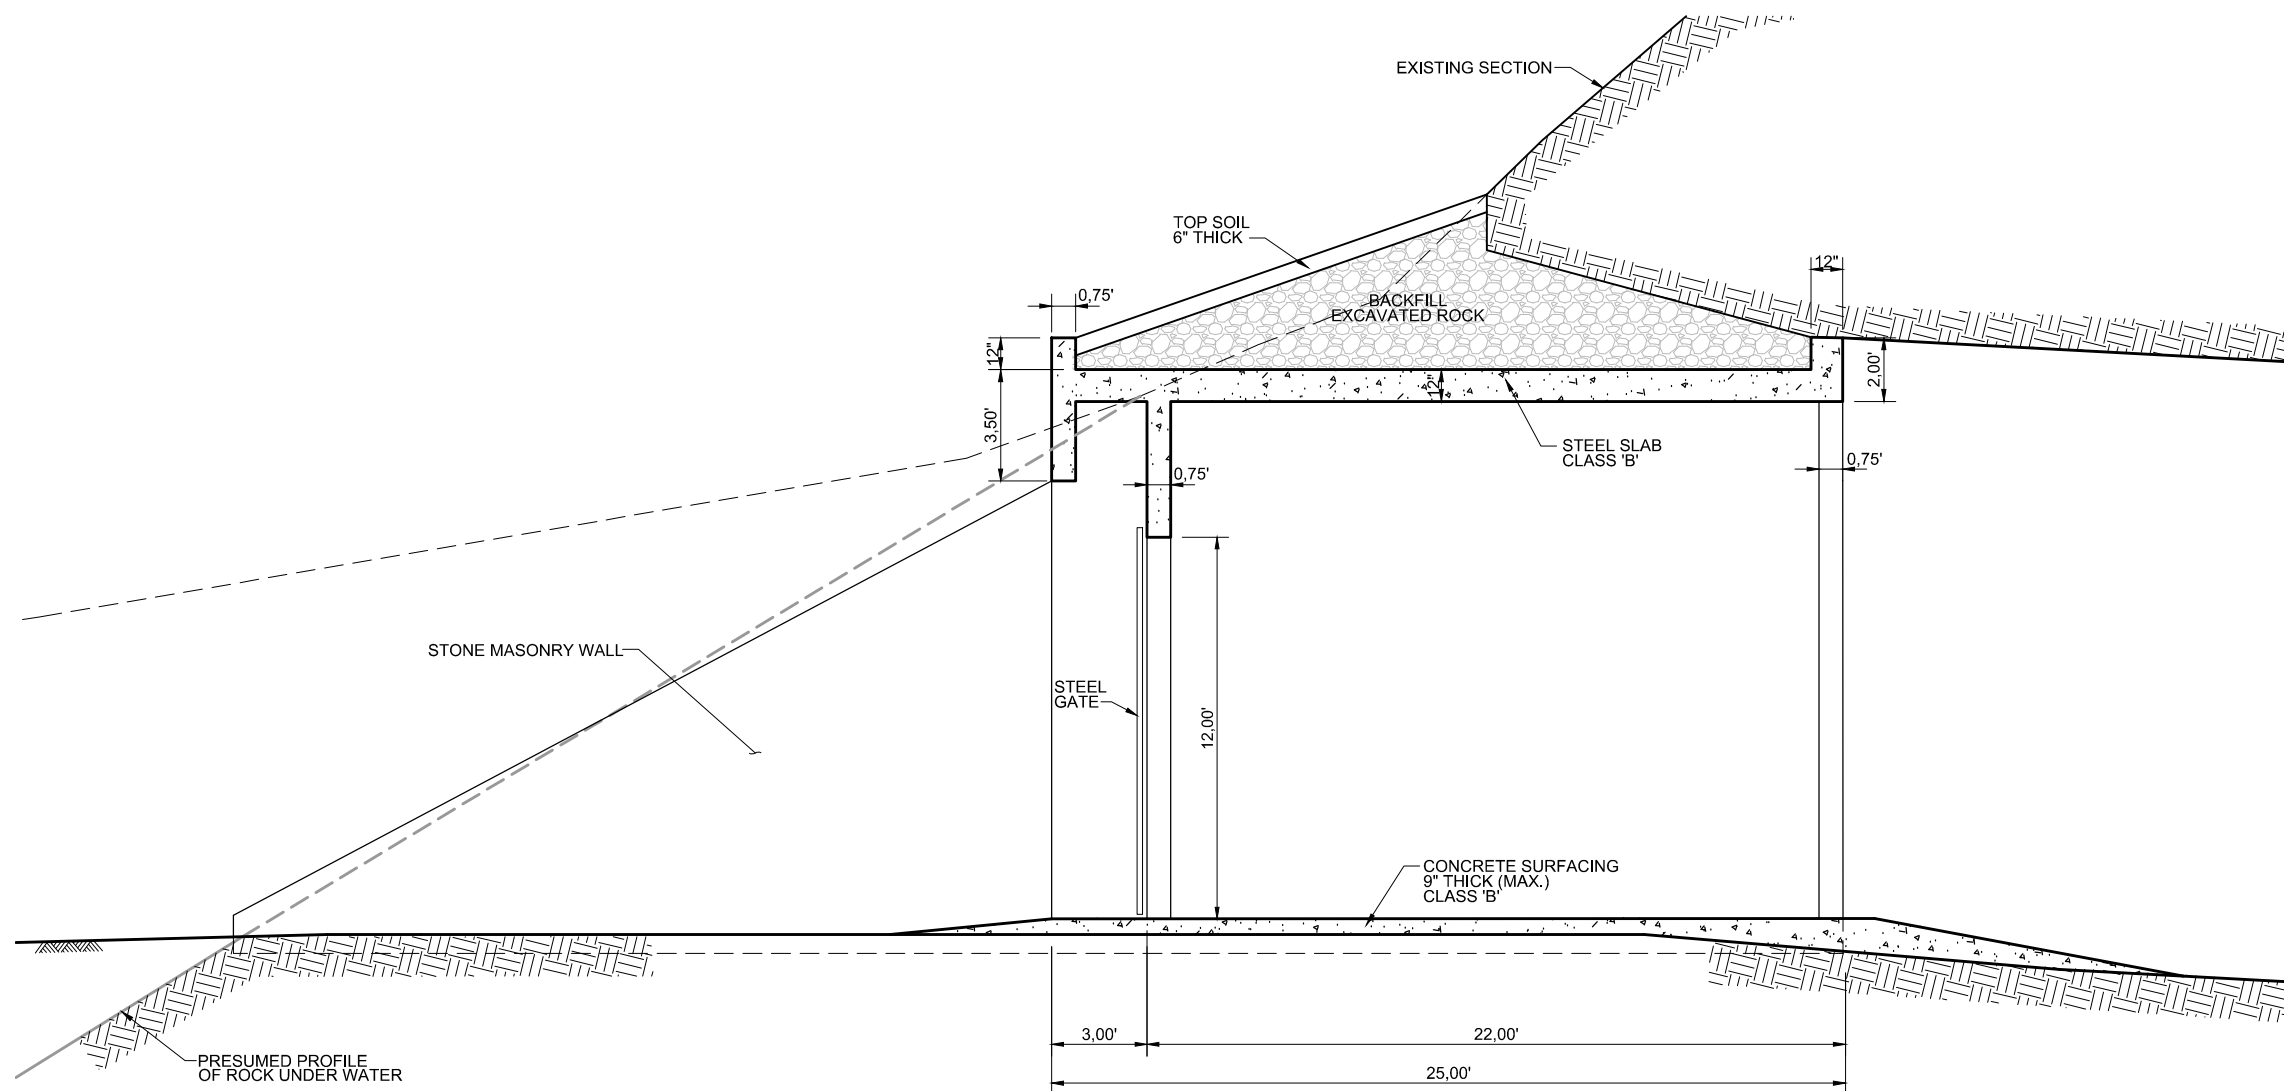 EXISTING SECTION
TOP SOIL
6" THICK
12"
0,75'
BACKFILL
EXCAVATED ROCK
12"
2,00'
12"
3,50'
STEEL SLAB
CLASS 'B'
0,75'
0,75'
STONE MASONRY WALL
STEEL
GATE
12,00'
CONCRETE SURFACING
9" THICK (MAX.)
CLASS 'B'
3,00'
22,00'
PRESUMED PROFILE
OF ROCK UNDER WATER
25,00'